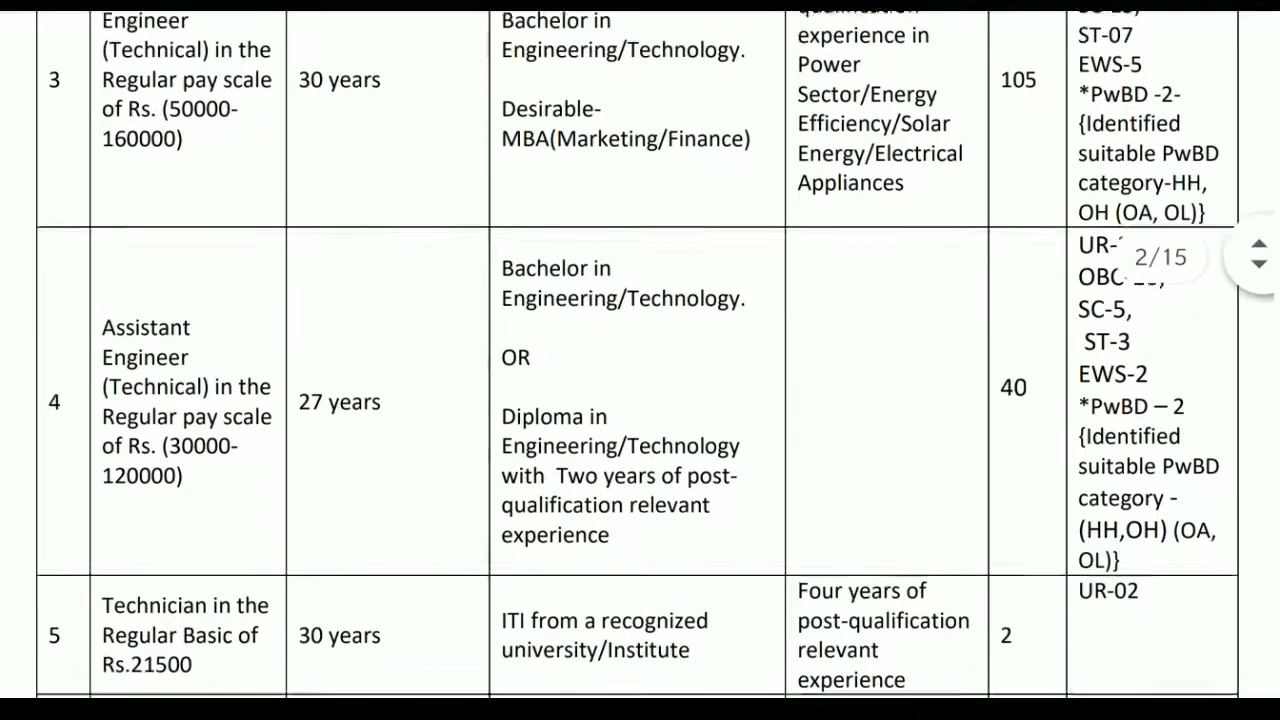 3
Engineer
(Technical) in the
Regular pay scale
of Rs. (50000-
160000)
30 years
Bachelor in
Engineering/Technology.
Desirable-
MBA(Marketing/Finance)
experience in
Power
Sector/Energy
Efficiency/Solar
Energy/Electrical
Appliances
105
ST-07
EWS-5
*PwBD -2-
{Identified
suitable PwBD
category-HH,
OH (OA, OL)}
4
Assistant
Engineer
(Technical) in the
Regular pay scale
of Rs. (30000-
120000)
27 years
Bachelor in
Engineering/Technology.
OR
Diploma in
Engineering/Technology
with Two years of post-
qualification relevant
experience
40
UR-
OBC-
SC-5,
ST-3
EWS-2
*PwBD – 2
{Identified
suitable PwBD
category -
(HH,OH) (OA,
OL)}
2/15
5
Technician in the
Regular Basic of
Rs.21500
30 years
ITI from a recognized
university/Institute
Four years of
post-qualification
relevant
experience
2
UR-02